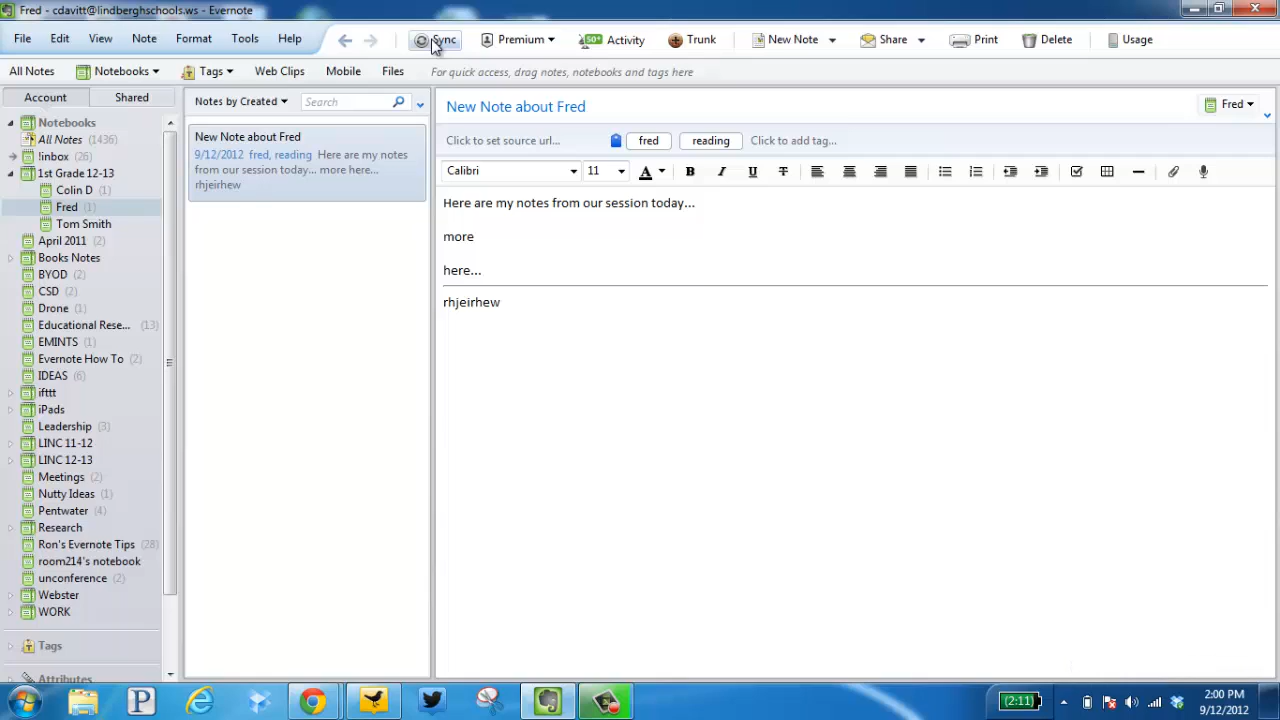 Fred - cdavitt@lindberghschools.ws - Evernote
File Edit View Note Format Tools Help
Sync Premium 50+ Activity Trunk New Note Share Print Delete Usage
All Notes Notebooks Tags Web Clips Mobile Files For quick access, drag notes, notebooks and tags here
Account Shared
Notebooks
All Notes (1436)
!inbox (26)
1st Grade 12-13
Colin D (1)
Fred (1)
Tom Smith
April 2011 (2)
Books Notes
BYOD (2)
CSD (2)
Drone (1)
Educational Rese... (13)
EMINTS (1)
Evernote How To (2)
IDEAS (6)
ifttt
iPads
Leadership (3)
LINC 11-12
LINC 12-13
Meetings (2)
Nutty Ideas (1)
Pentwater (4)
Research
Ron's Evernote Tips (28)
room214's notebook
unconference (2)
Webster
WORK
Tags
Attributes
Notes by Created Search
New Note about Fred
9/12/2012 fred, reading Here are my notes
from our session today... more here...
rhjeirhew
New Note about Fred Fred
Click to set source url... fred reading Click to add tag...
Calibri 11 A B I U T
Here are my notes from our session today...
more
here...
rhjeirhew
(2:11) 2:00 PM
9/12/2012